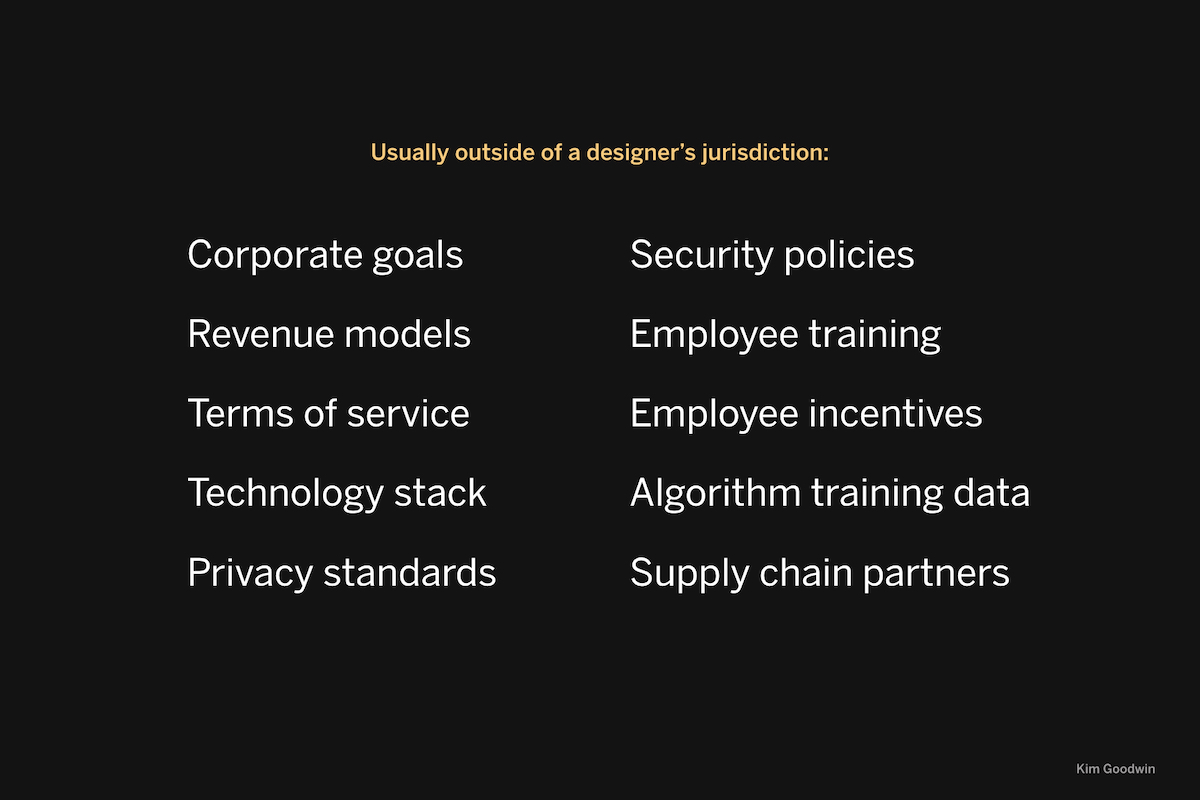 Usually outside of a designer’s jurisdiction:
Corporate goals
Revenue models
Terms of service
Technology stack
Privacy standards
Security policies
Employee training
Employee incentives
Algorithm training data
Supply chain partners
Kim Goodwin